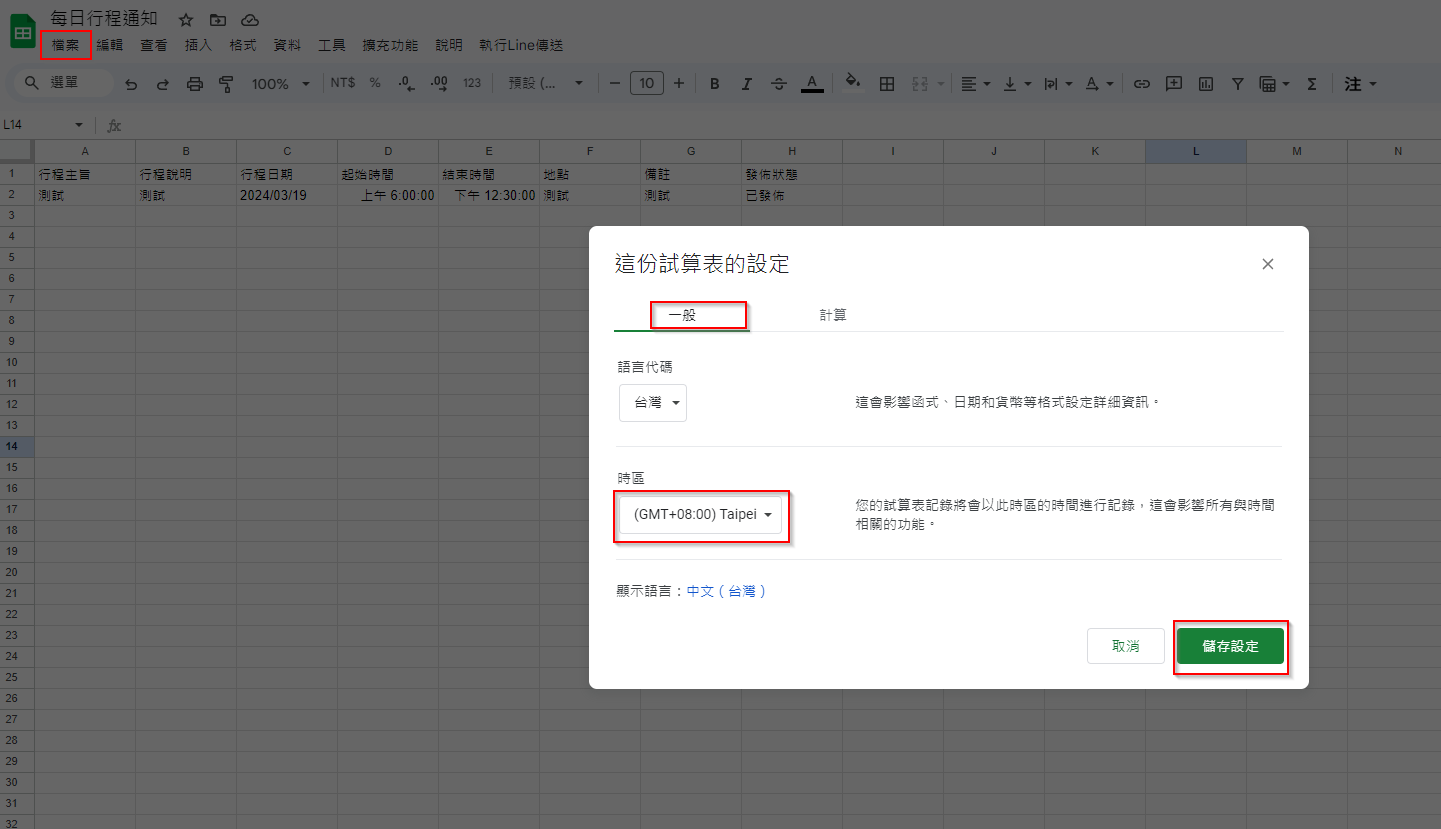 每日行程通知
檔案 編輯 查看 插入 格式 資料 工具 擴充功能 說明 執行Line傳送
選單 100% NT$ % .0 .00 123 預設 (... 10 B I A Σ 注
L14 fx
A B C D E F G H I J K L M N
1 行程主旨 行程說明 行程日期 起始時間 結束時間 地點 備註 發佈狀態
2 測試 測試 2024/03/19 上午 6:00:00 下午 12:30:00 測試 測試 已發佈
3
4
5
6
7
8
9
10
11
12
13
14
15
16
17
18
19
20
21
22
23
24
25
26
27
28
29
30
31
32
這份試算表的設定
一般 計算
語言代碼
台灣 這會影響函式、日期和貨幣等格式設定詳細資訊。
時區
(GMT+08:00) Taipei 您的試算表記錄將會以此時區的時間進行記錄，這會影響所有與時間
相關的功能。
顯示語言：中文（台灣）
取消 儲存設定